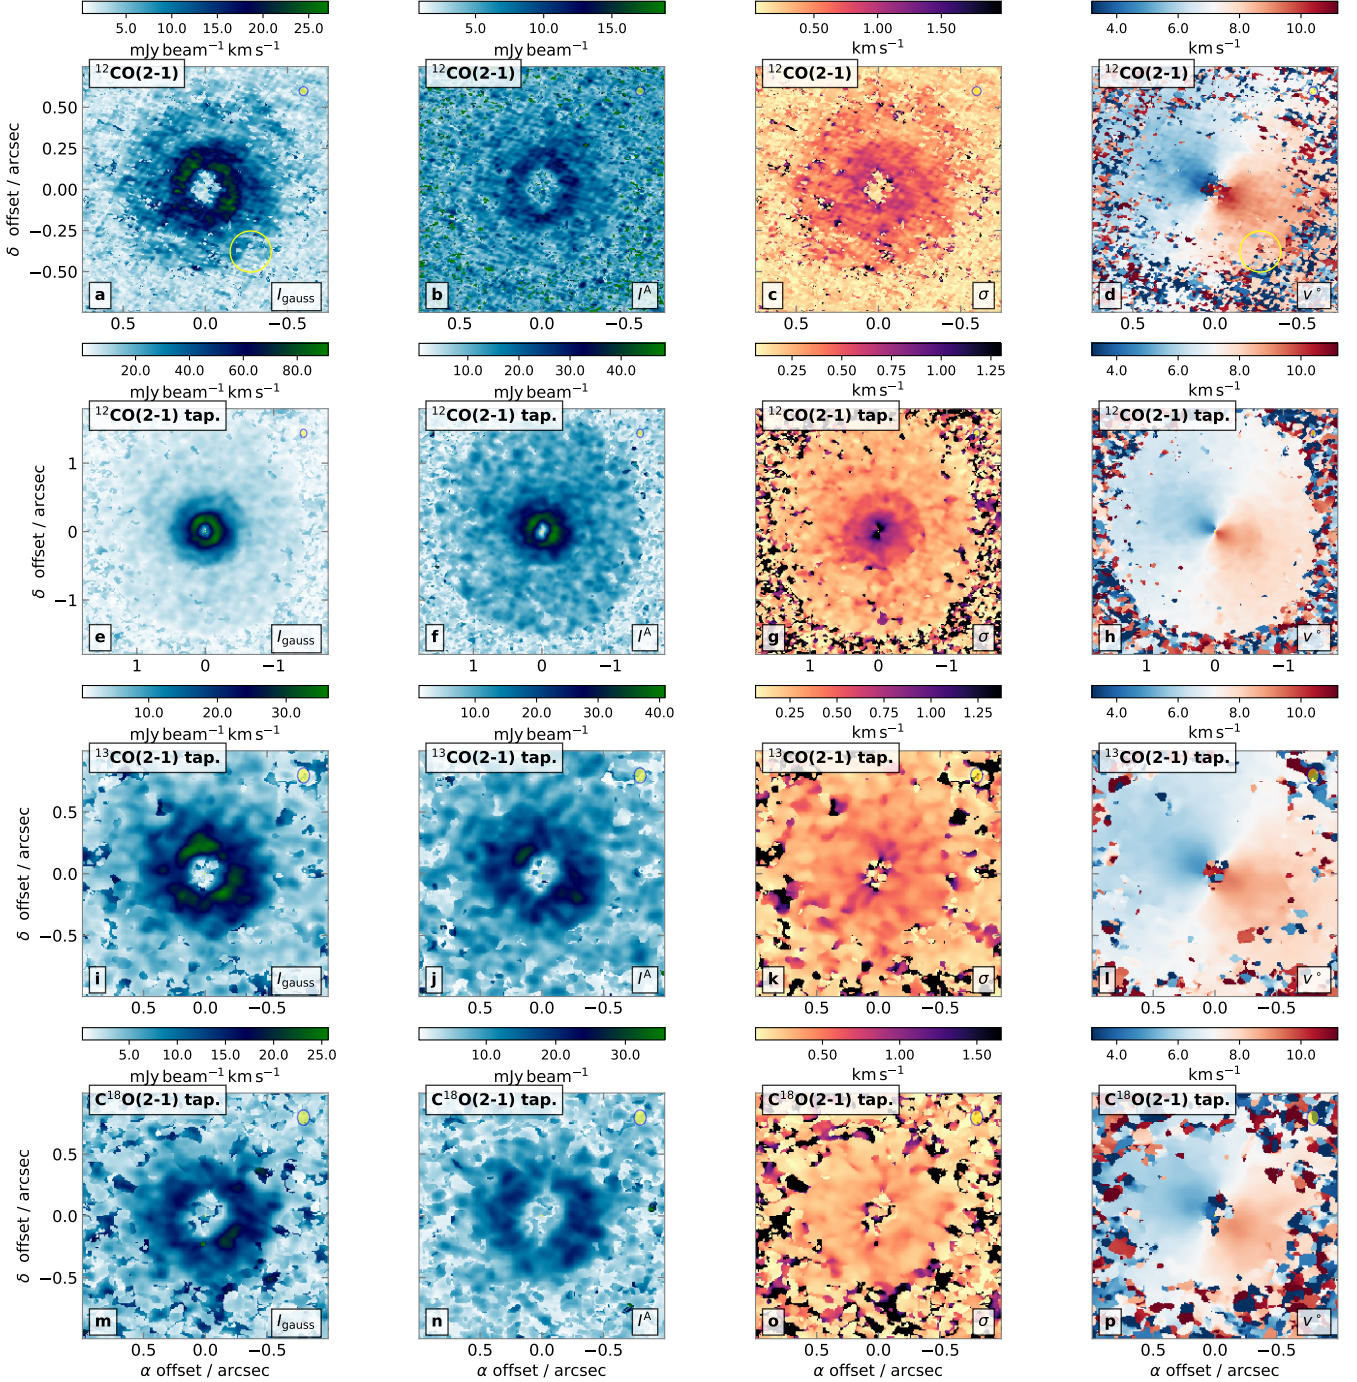 5.0 10.0 15.0 20.0 25.0 5.0 10.0 15.0 0.50 1.00 1.50 4.0 6.0 8.0 10.0
mJy beam⁻¹ km s⁻¹ mJy beam⁻¹ km s⁻¹ km s⁻¹
¹²CO(2-1) ¹²CO(2-1) ¹²CO(2-1) ¹²CO(2-1)
0.50
0.25
0.00
−0.25
−0.50
δ offset / arcsec
a I_gauss b I^A c σ d v°
0.5 0.0 −0.5 0.5 0.0 −0.5 0.5 0.0 −0.5 0.5 0.0 −0.5
20.0 40.0 60.0 80.0 10.0 20.0 30.0 40.0 0.25 0.50 0.75 1.00 1.25 4.0 6.0 8.0 10.0
mJy beam⁻¹ km s⁻¹ mJy beam⁻¹ km s⁻¹ km s⁻¹
¹²CO(2-1) tap. ¹²CO(2-1) tap. ¹²CO(2-1) tap. ¹²CO(2-1) tap.
1
0
−1
δ offset / arcsec
e I_gauss f I^A g σ h v°
1 0 −1 1 0 −1 1 0 −1 1 0 −1
10.0 20.0 30.0 10.0 20.0 30.0 40.0 0.25 0.50 0.75 1.00 1.25 4.0 6.0 8.0 10.0
mJy beam⁻¹ km s⁻¹ mJy beam⁻¹ km s⁻¹ km s⁻¹
¹³CO(2-1) tap. ¹³CO(2-1) tap. ¹³CO(2-1) tap. ¹³CO(2-1) tap.
0.5
0.0
−0.5
δ offset / arcsec
i I_gauss j I^A k σ l v°
0.5 0.0 −0.5 0.5 0.0 −0.5 0.5 0.0 −0.5 0.5 0.0 −0.5
5.0 10.0 15.0 20.0 25.0 10.0 20.0 30.0 0.50 1.00 1.50 4.0 6.0 8.0 10.0
mJy beam⁻¹ km s⁻¹ mJy beam⁻¹ km s⁻¹ km s⁻¹
C¹⁸O(2-1) tap. C¹⁸O(2-1) tap. C¹⁸O(2-1) tap. C¹⁸O(2-1) tap.
0.5
0.0
−0.5
δ offset / arcsec
m I_gauss n I^A o σ p v°
0.5 0.0 −0.5 0.5 0.0 −0.5 0.5 0.0 −0.5 0.5 0.0 −0.5
α offset / arcsec α offset / arcsec α offset / arcsec α offset / arcsec